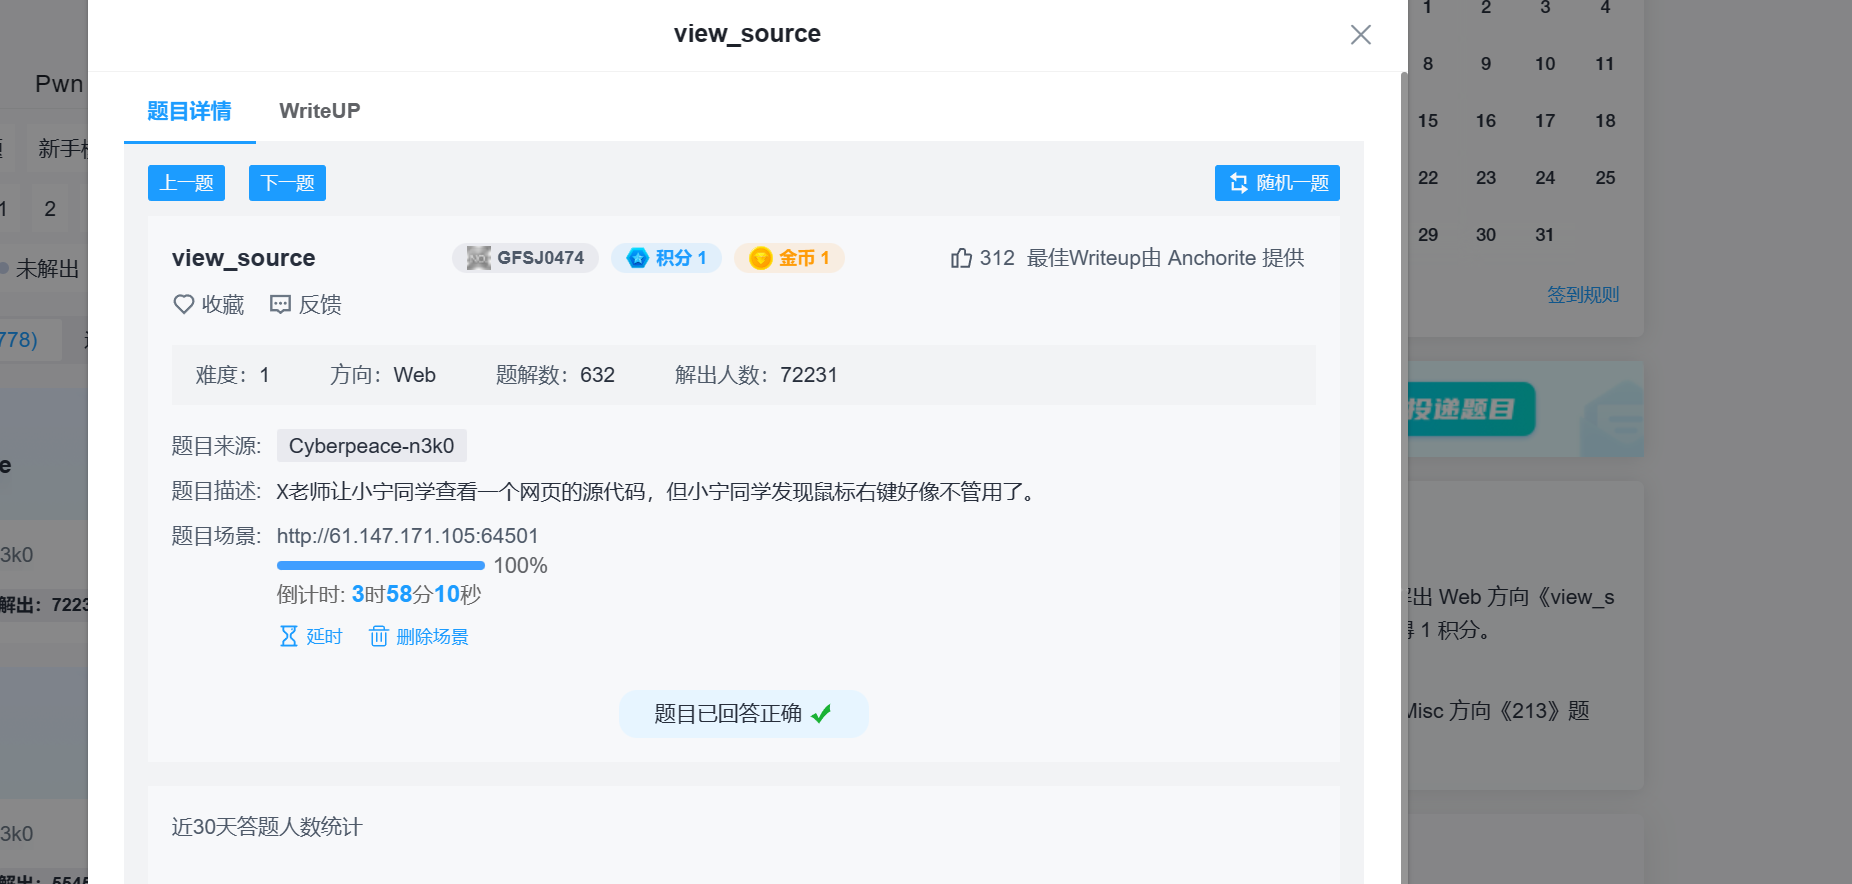 view_source
题目详情 WriteUP
上一题 下一题 随机一题
view_source GFSJ0474 积分 1 金币 1 312 最佳Writeup由 Anchorite 提供
收藏 反馈
难度：1 方向：Web 题解数：632 解出人数：72231
题目来源: Cyberpeace-n3k0
题目描述: X老师让小宁同学查看一个网页的源代码，但小宁同学发现鼠标右键好像不管用了。
题目场景: http://61.147.171.105:64501
100%
倒计时: 3时58分10秒
延时 删除场景
题目已回答正确
近30天答题人数统计
Pwn
新手
1 2
未解出
778)
e
3k0
解出：7223
3k0
解出：5545
1 2 3 4
8 9 10 11
15 16 17 18
22 23 24 25
29 30 31
签到规则
投递题目
出 Web 方向《view_s
1 积分。
Misc 方向《213》题